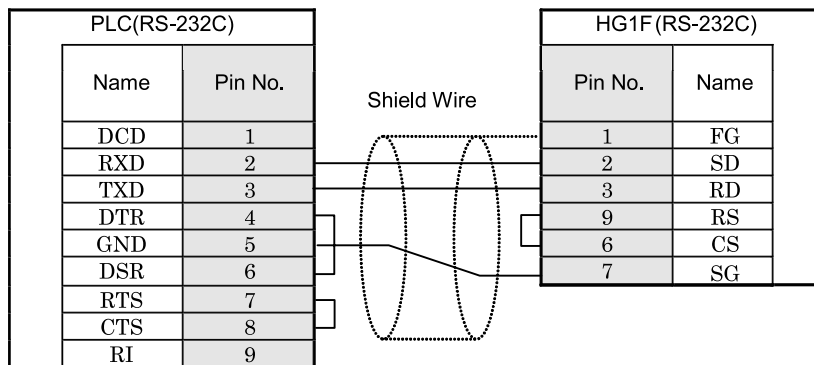 PLC(RS-232C) HG1F(RS-232C)
Name Pin No. Shield Wire Pin No. Name
DCD 1 1 FG
RXD 2 2 SD
TXD 3 3 RD
DTR 4 9 RS
GND 5 6 CS
DSR 6 7 SG
RTS 7
CTS 8
RI 9